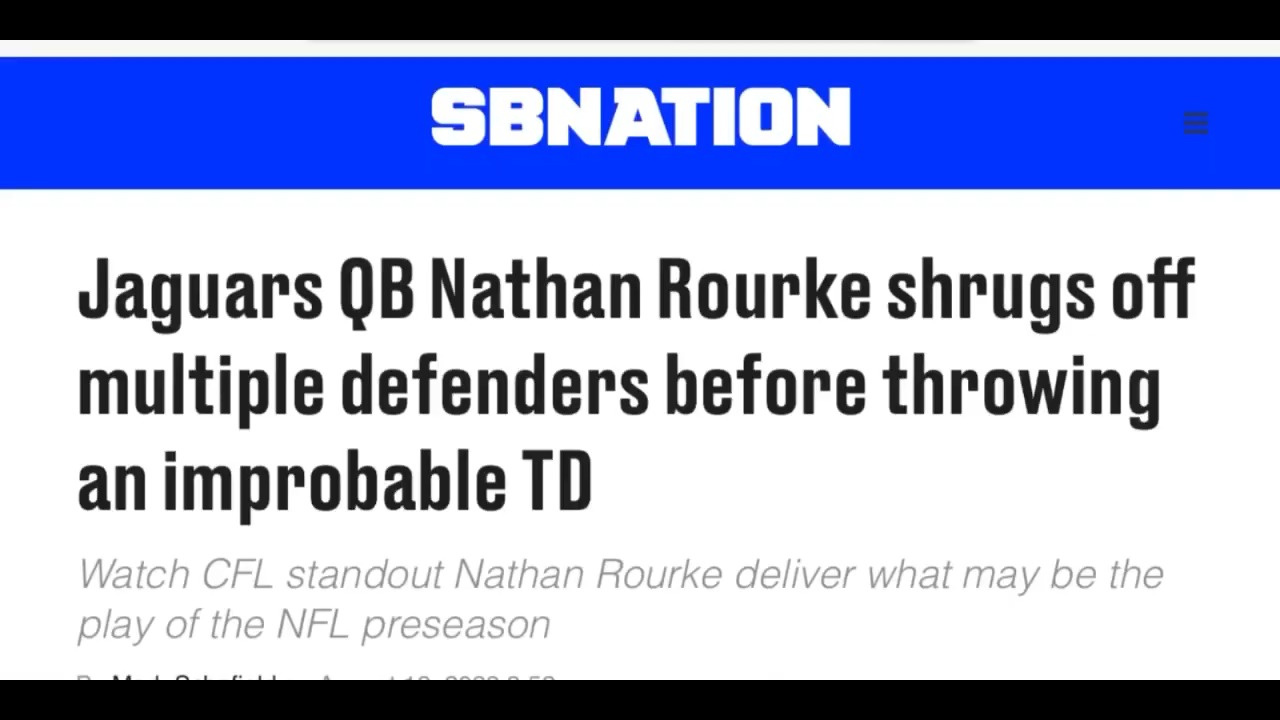 SBNATION
Jaguars QB Nathan Rourke shrugs off
multiple defenders before throwing
an improbable TD
Watch CFL standout Nathan Rourke deliver what may be the
play of the NFL preseason